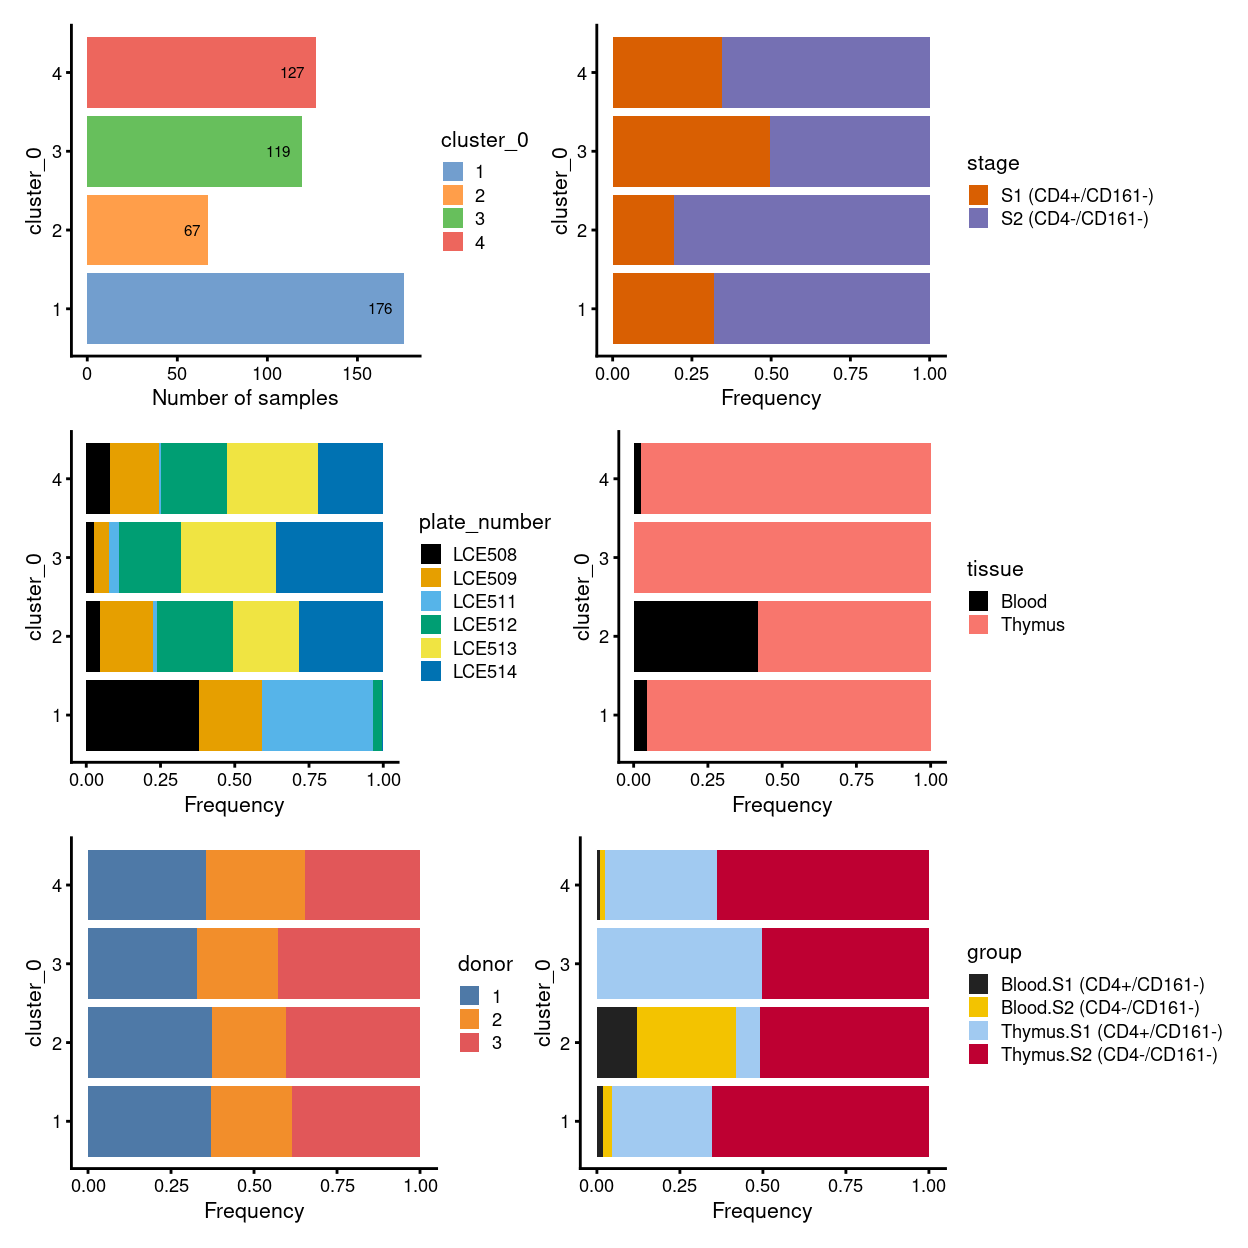 4
127
3
119
2
67
1
176
cluster_0
0
50
100
150
Number of samples
cluster_0
1
2
3
4
4
3
2
1
cluster_0
0.00
0.25
0.50
0.75
1.00
Frequency
stage
S1 (CD4+/CD161-)
S2 (CD4-/CD161-)
4
3
2
1
cluster_0
0.00
0.25
0.50
0.75
1.00
Frequency
plate_number
LCE508
LCE509
LCE511
LCE512
LCE513
LCE514
4
3
2
1
cluster_0
0.00
0.25
0.50
0.75
1.00
Frequency
tissue
Blood
Thymus
4
3
2
1
cluster_0
0.00
0.25
0.50
0.75
1.00
Frequency
donor
1
2
3
4
3
2
1
cluster_0
0.00
0.25
0.50
0.75
1.00
Frequency
group
Blood.S1 (CD4+/CD161-)
Blood.S2 (CD4-/CD161-)
Thymus.S1 (CD4+/CD161-)
Thymus.S2 (CD4-/CD161-)